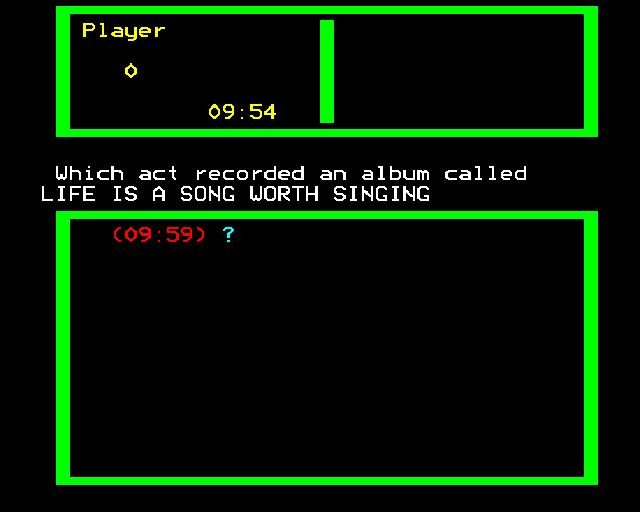 Player
0
09:54
Which act recorded an album called
LIFE IS A SONG WORTH SINGING
(09:59) ?